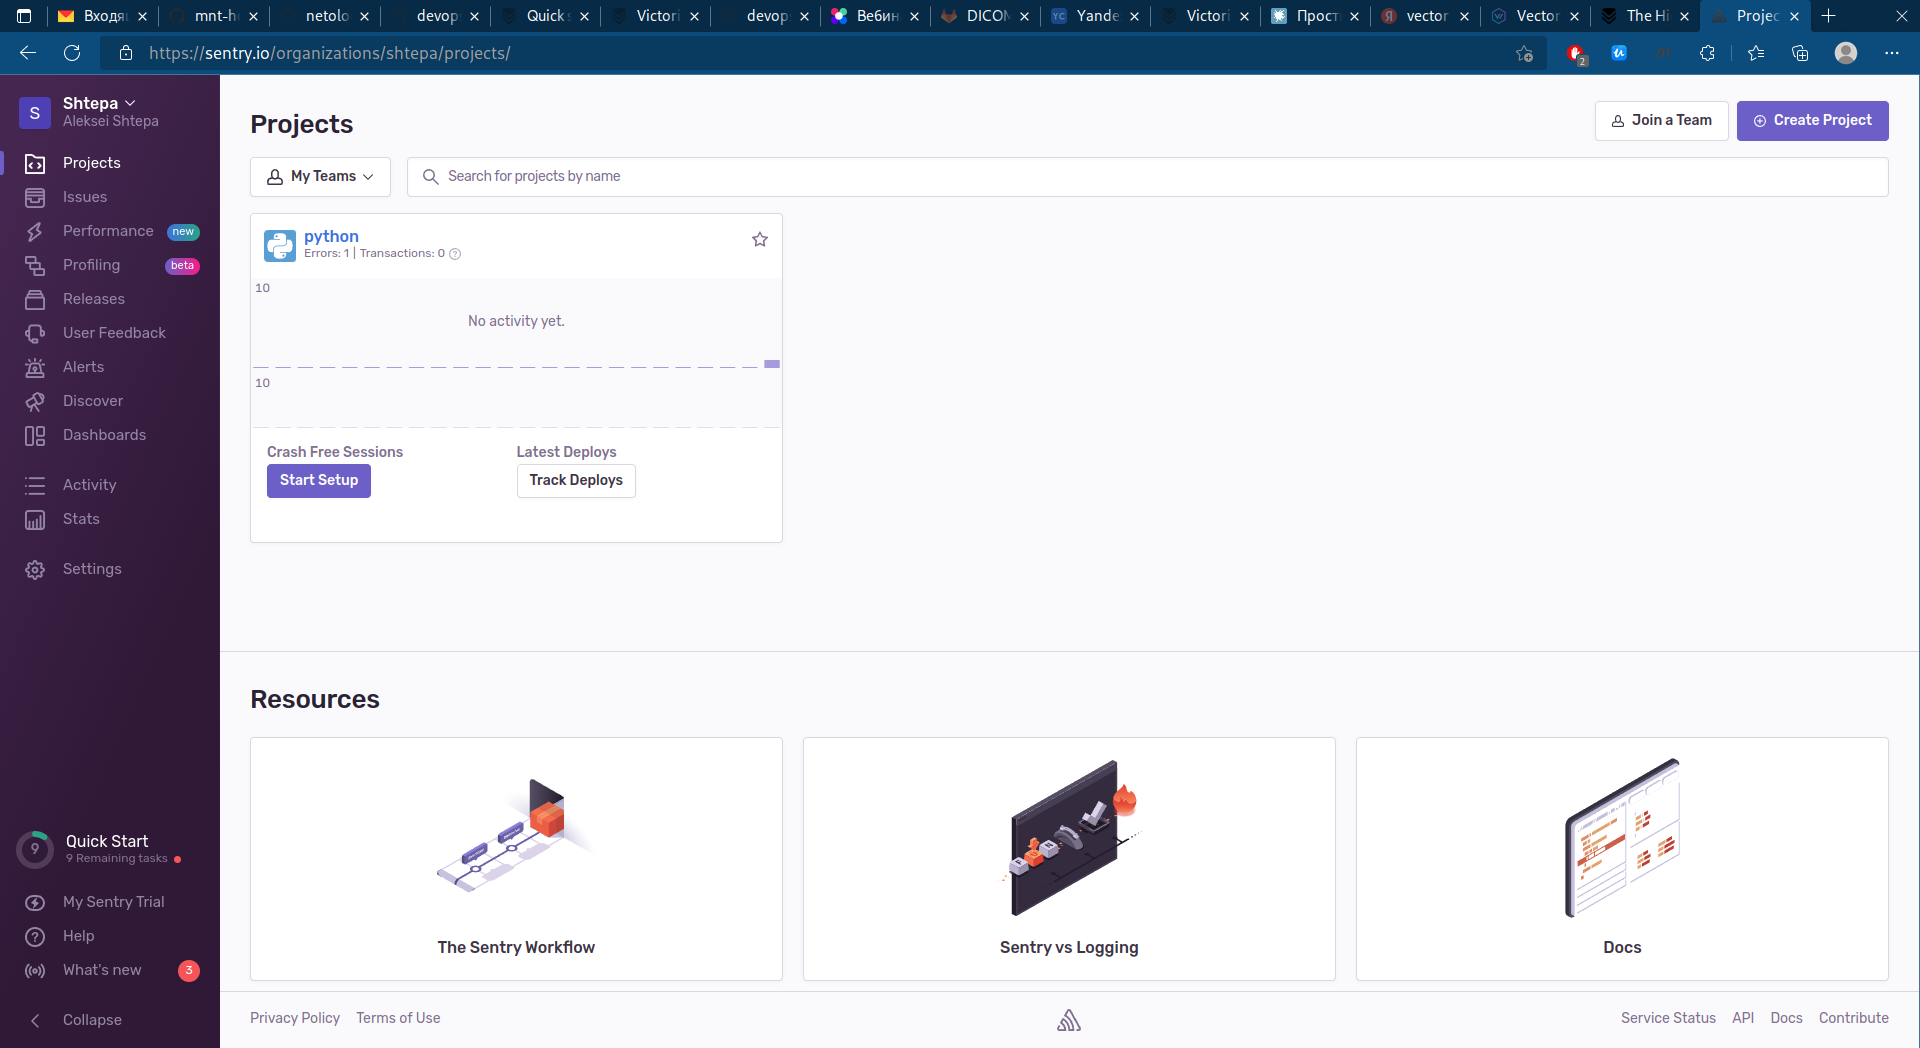 Входя
mnt-h
netolo
devop
Quick s
Victori
devop
Вебин
DICOM
YC
Yande
Victori
Прост
Я
vector
Vector
The Hi
Projec
https://sentry.io/organizations/shtepa/projects/
2
S
Shtepa
Aleksei Shtepa
Projects
Issues
Performance new
Profiling beta
Releases
User Feedback
Alerts
Discover
Dashboards
Activity
Stats
Settings
9
Quick Start
9 Remaining tasks
My Sentry Trial
Help
What's new 3
Collapse
Projects
Join a Team
Create Project
My Teams
Search for projects by name
python
Errors: 1 | Transactions: 0
10
No activity yet.
10
Crash Free Sessions
Latest Deploys
Start Setup
Track Deploys
Resources
The Sentry Workflow
Sentry vs Logging
Docs
Privacy Policy
Terms of Use
Service Status
API
Docs
Contribute